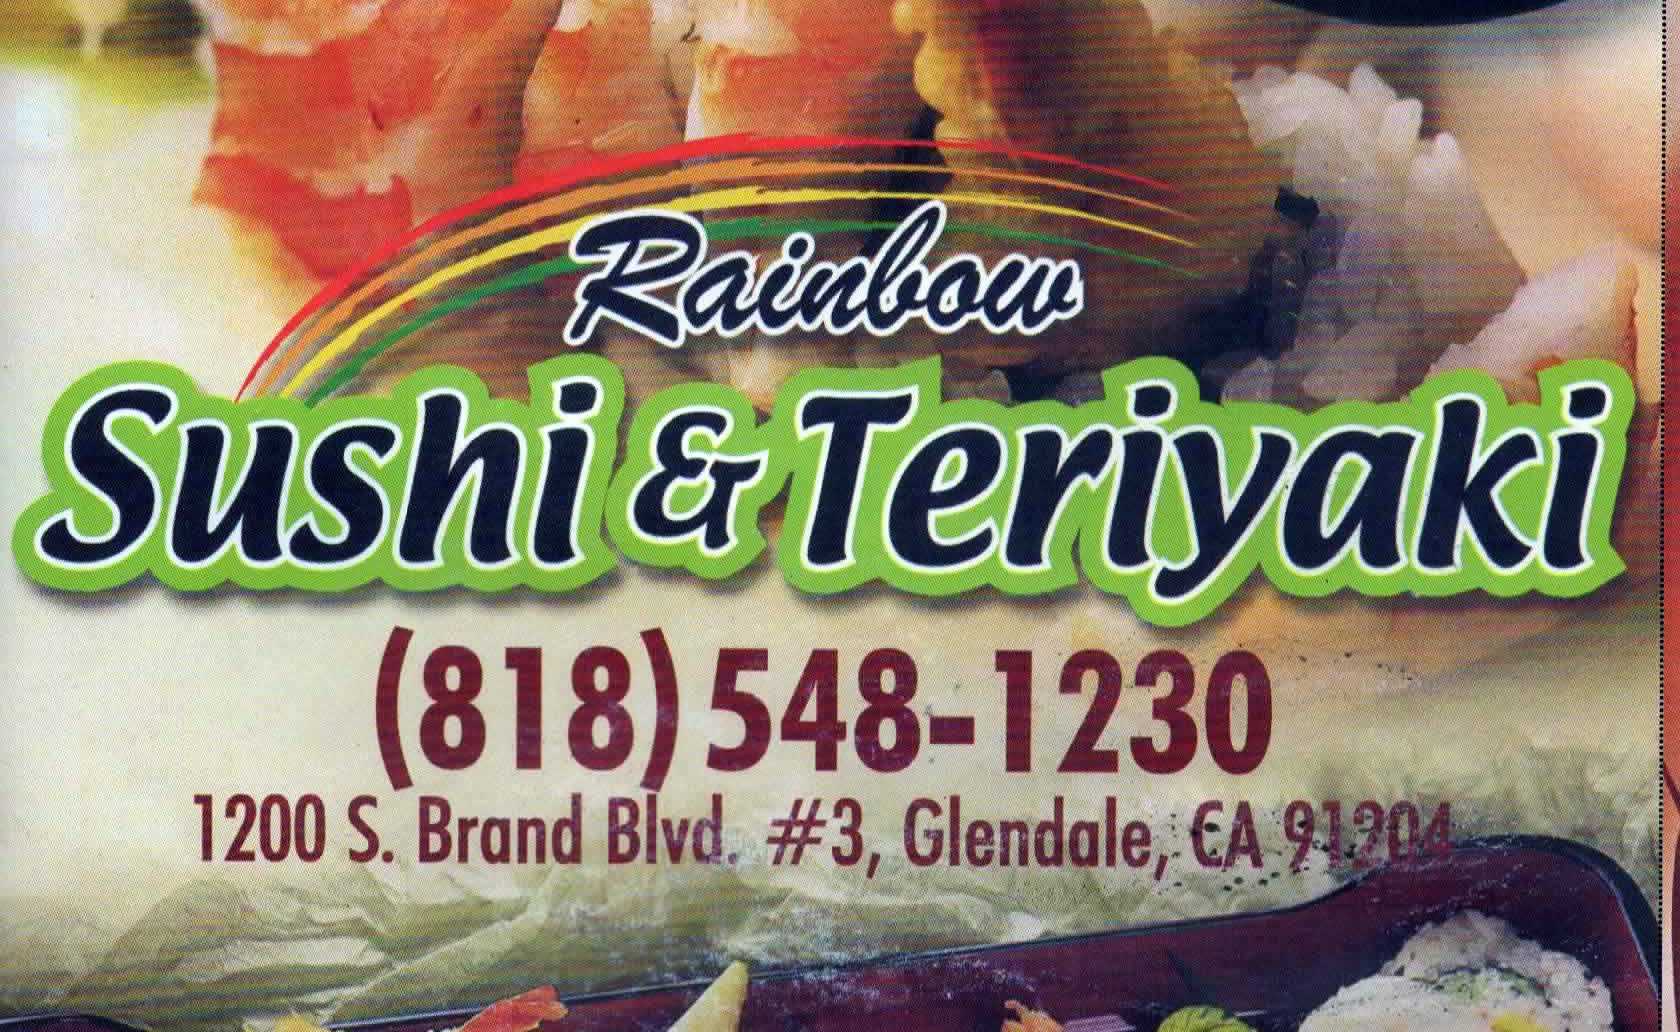 Rainbow
Sushi & Teriyaki
(818) 548-1230
1200 S. Brand Blvd. #3, Glendale, CA 91204